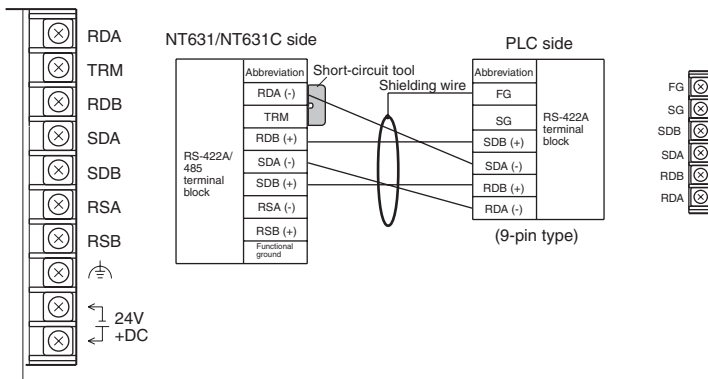 RDA
TRM
RDB
SDA
SDB
RSA
RSB
24V
+DC
NT631/NT631C side
RS-422A/
485
terminal
block
Abbreviation
RDA (-)
TRM
RDB (+)
SDA (-)
SDB (+)
RSA (-)
RSB (+)
Functional
ground
Short-circuit tool
Shielding wire
PLC side
Abbreviation
FG
SG
SDB (+)
SDA (-)
RDB (+)
RDA (-)
RS-422A
terminal
block
(9-pin type)
FG
SG
SDB
SDA
RDB
RDA